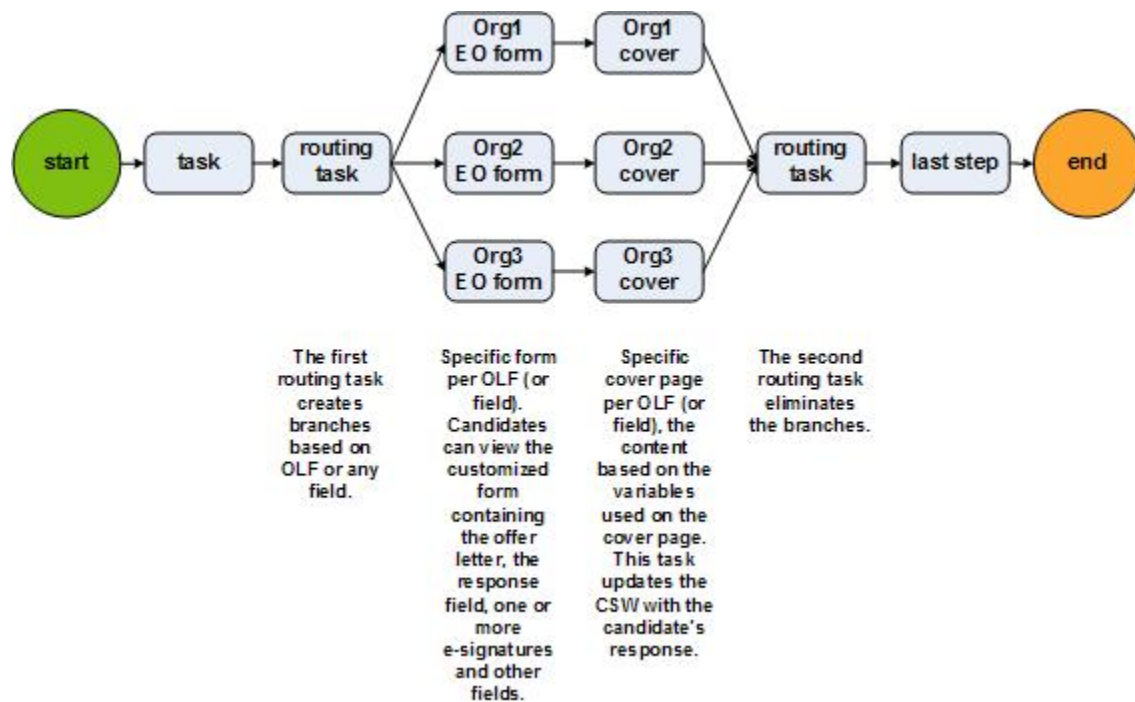 Org1
EO form
Org1
cover
start
task
routing
task
Org2
EO form
Org2
cover
routing
task
last step
end
Org3
EO form
Org3
cover
The first
routing task
creates
branches
based on
OLF or any
field.
Specific form
per OLF (or
field).
Candidates
can view the
customized
form
containing
the offer
letter, the
response
field, one or
more
e-signatures
and other
fields.
Specific
cover page
per OLF (or
field), the
content
based on the
variables
used on the
cover page.
This task
updates the
CSW with the
candidate's
response.
The second
routing task
eliminates
the branches.